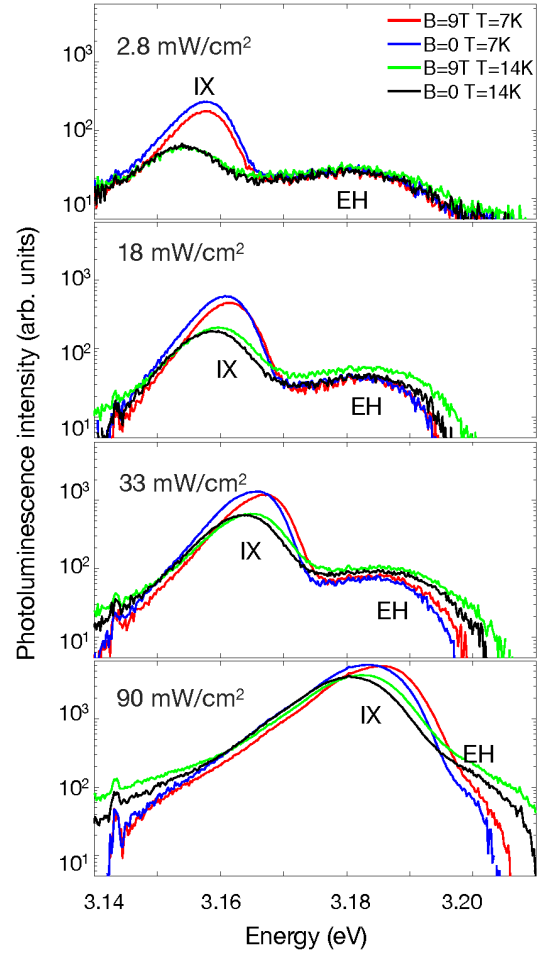 B=9T T=7K
B=0 T=7K
B=9T T=14K
B=0 T=14K
2.8 mW/cm²
IX
EH
10³
10²
10¹
18 mW/cm²
IX
EH
10³
10²
10¹
33 mW/cm²
IX
EH
10³
10²
10¹
90 mW/cm²
IX
EH
10³
10²
10¹
3.14
3.16
3.18
3.20
Energy (eV)
Photoluminescence intensity (arb. units)